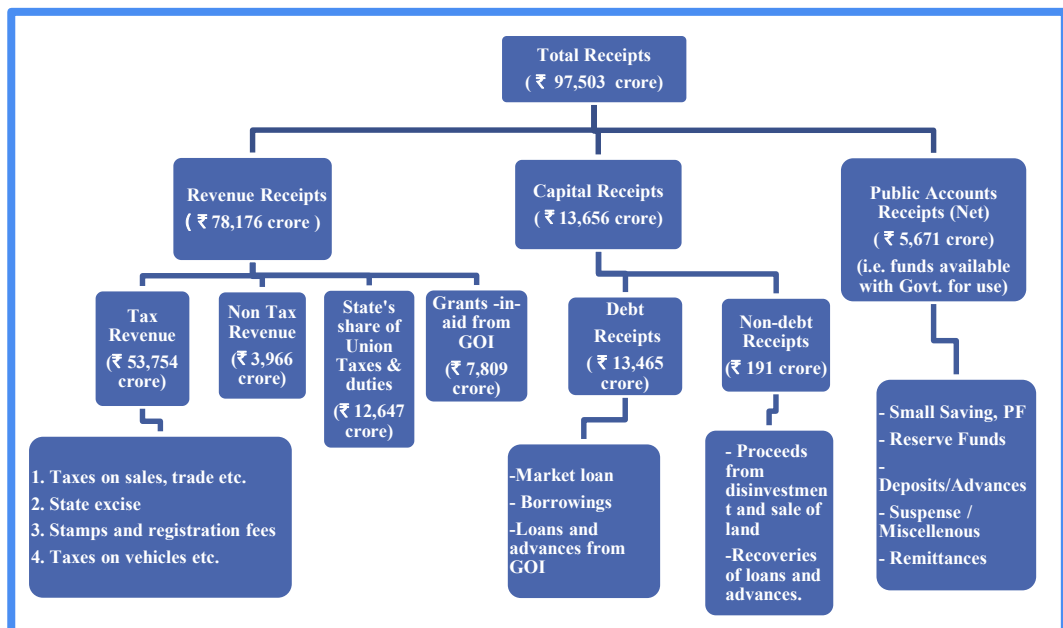 Total Receipts
( ₹ 97,503 crore)
Revenue Receipts
( ₹ 78,176 crore )
Capital Receipts
( ₹ 13,656 crore)
Public Accounts
Receipts (Net)
( ₹ 5,671 crore)
(i.e. funds available
with Govt. for use)
Tax
Revenue
(₹ 53,754
crore)
Non Tax
Revenue
(₹ 3,966
crore)
State's
share of
Union
Taxes &
duties
(₹ 12,647
crore)
Grants -in-
aid from
GOI
(₹ 7,809
crore)
Debt
Receipts
(₹ 13,465
crore)
Non-debt
Receipts
(₹ 191 crore)
1. Taxes on sales, trade etc.
2. State excise
3. Stamps and registration fees
4. Taxes on vehicles etc.
-Market loan
- Borrowings
-Loans and
advances from
GOI
- Proceeds
from
disinvestmen
t and sale of
land
-Recoveries
of loans and
advances.
- Small Saving, PF
- Reserve Funds
-
Deposits/Advances
- Suspense /
Miscellenous
- Remittances